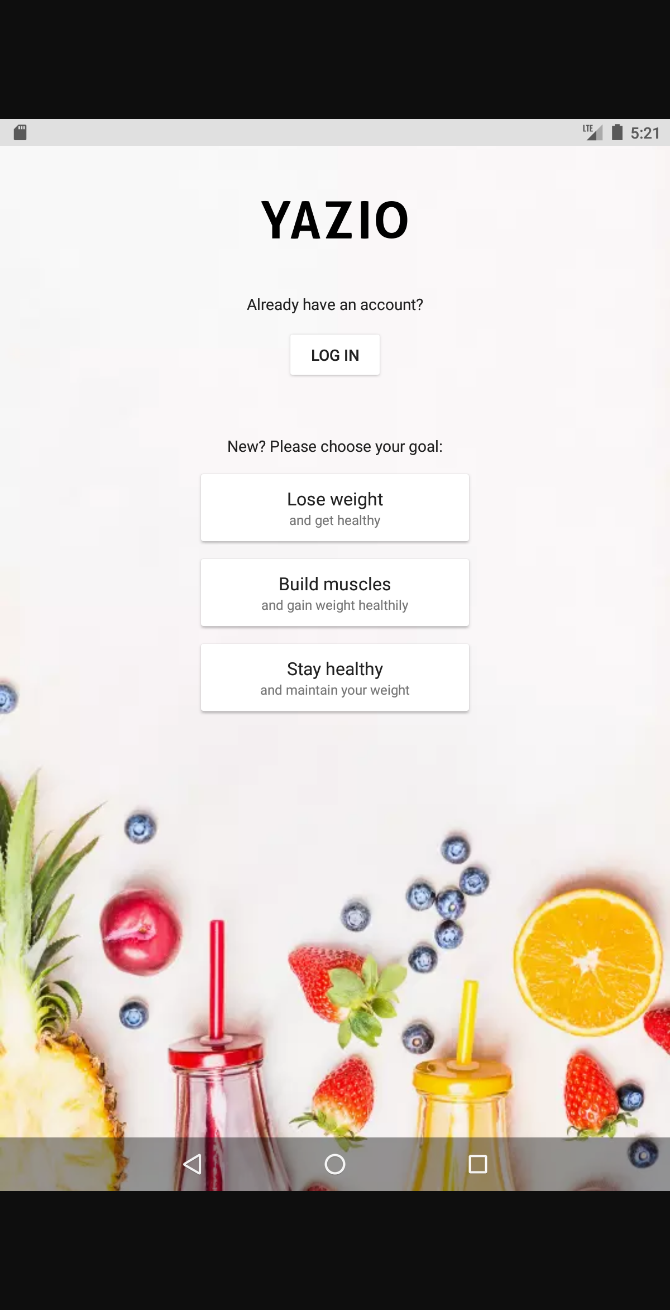 LTE 5:21
YAZIO
Already have an account?
LOG IN
New? Please choose your goal:
Lose weight
and get healthy
Build muscles
and gain weight healthily
Stay healthy
and maintain your weight